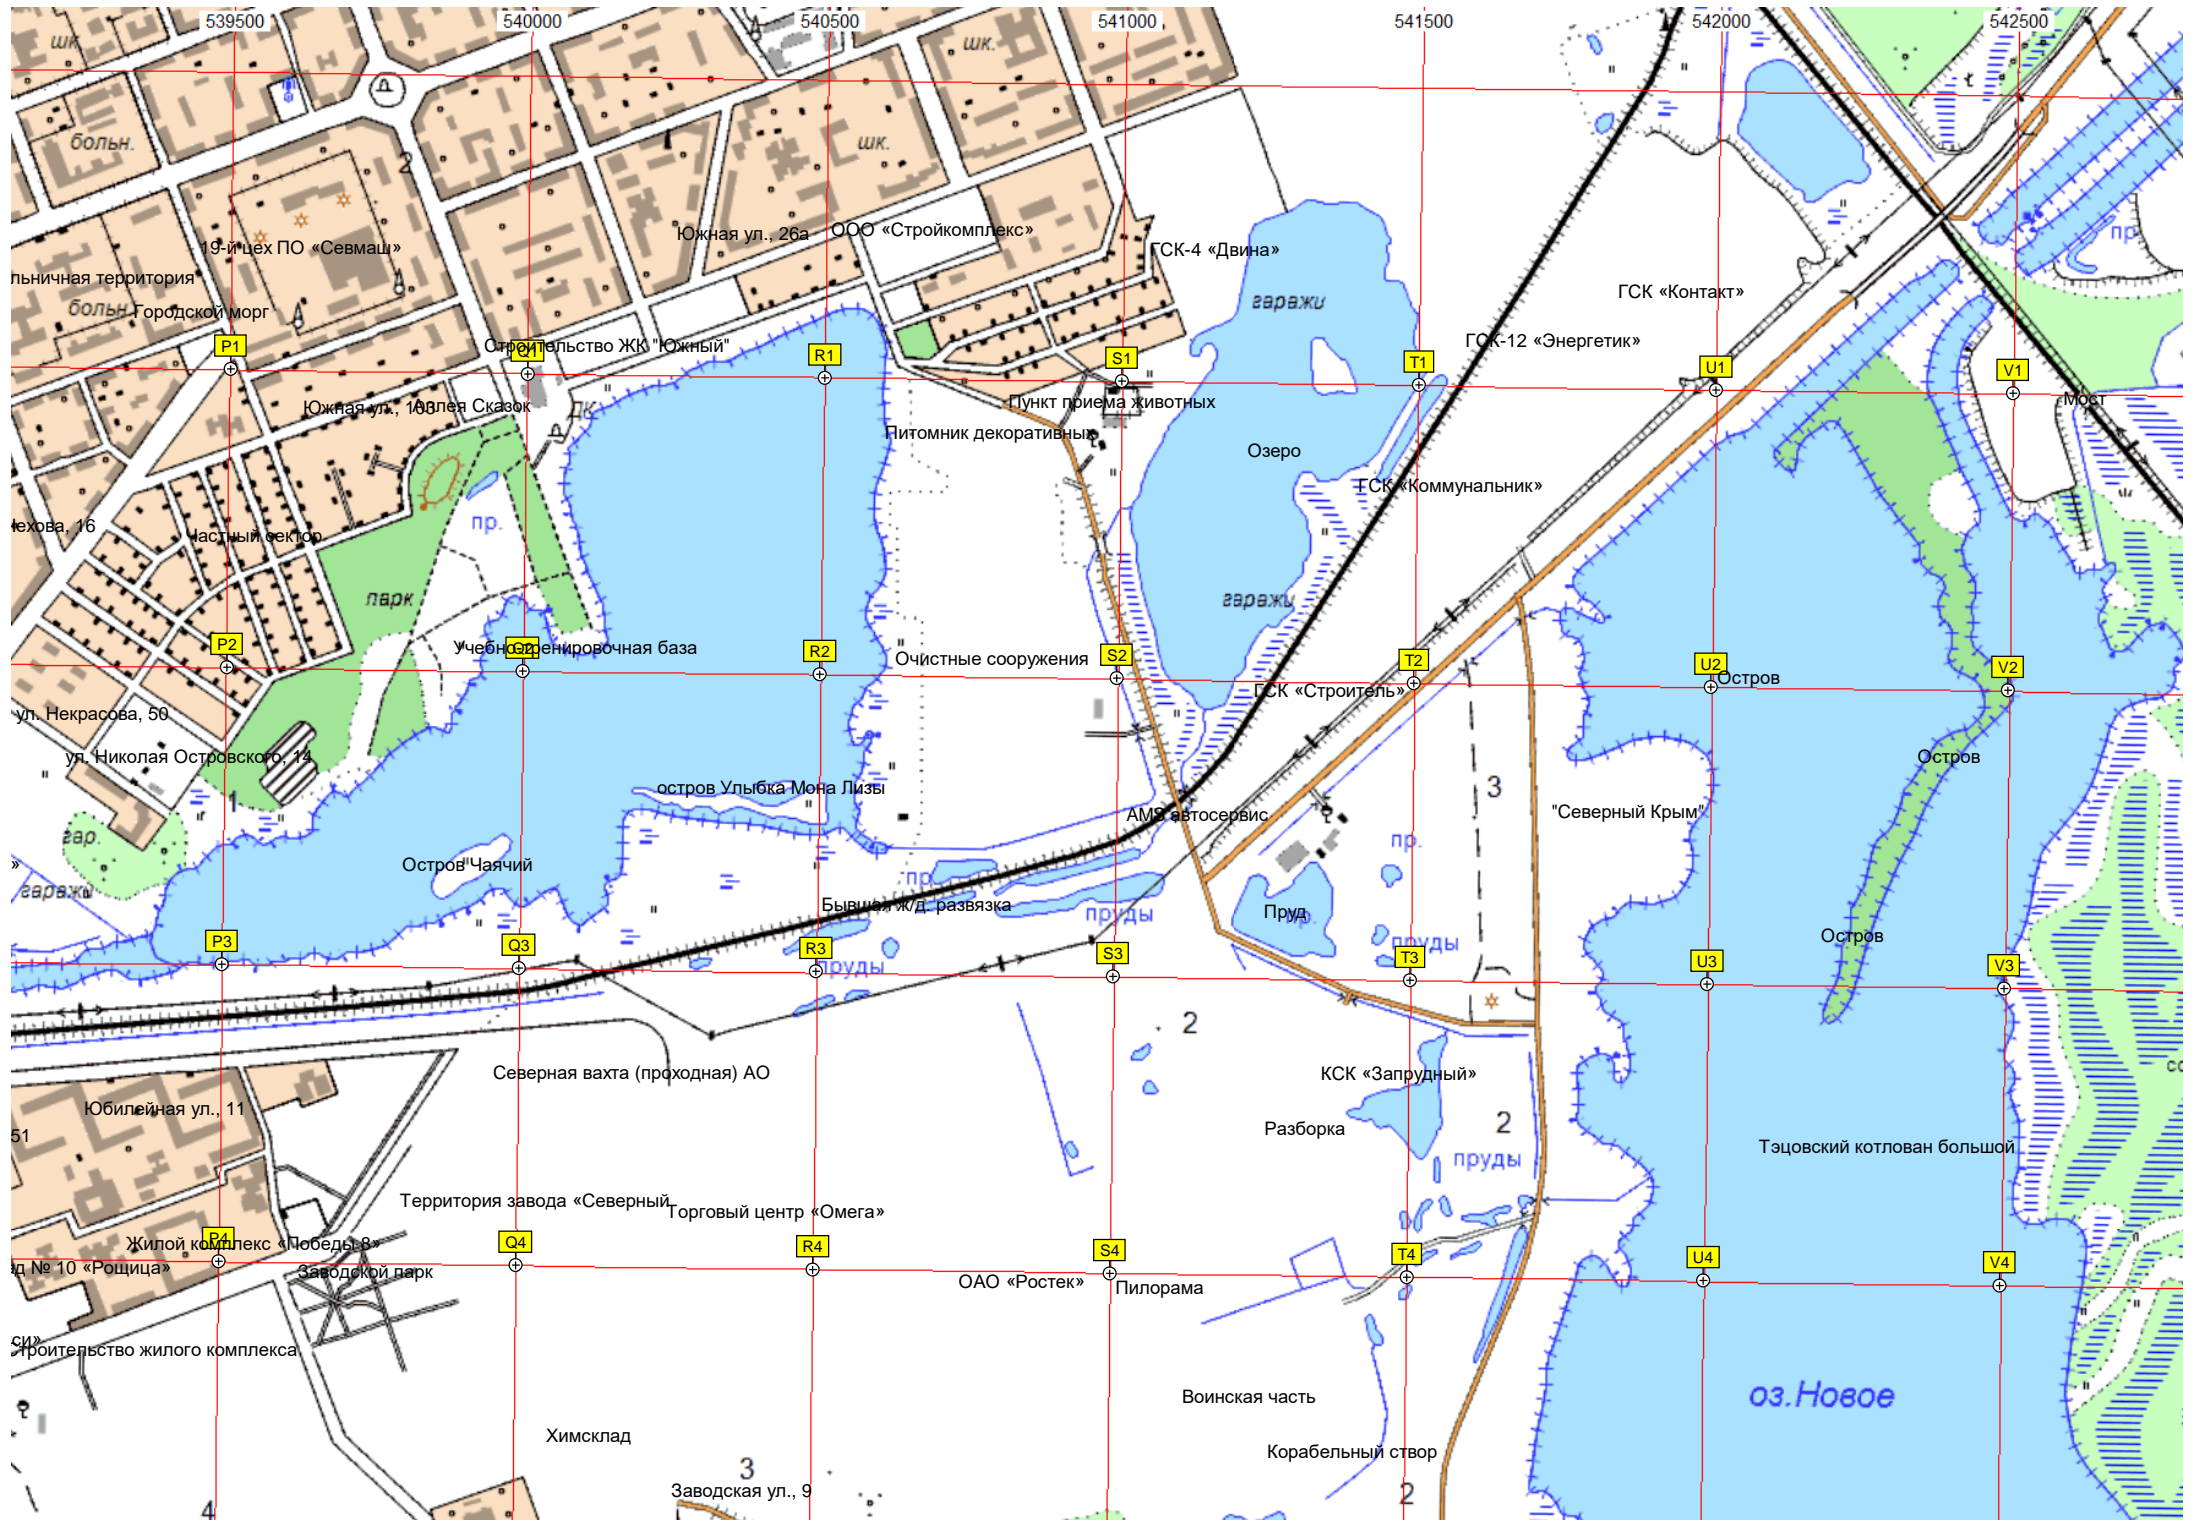 539500 540000 540500 541000 541500 542000 542500
шк.
шк.
больн.
шк.
2
пр.
Южная ул., 26а
ООО «Стройкомплекс»
19-й цех ПО «Севмаш»
ГСК-4 «Двина»
льничная территория
ГСК «Контакт»
гаражи
больн.
Городской морг
P1
Q1
R1
S1
T1
U1
V1
Строительство ЖК "Южный"
ГСК-12 «Энергетик»
Южная ул., 103
Аллея Сказок
ДК
Пункт приема животных
Мост
Питомник декоративных
Озеро
ГСК «Коммунальник»
пр.
чехова, 16
Частный сектор
парк
гаражи
P2
Q2
R2
S2
T2
U2
V2
Учебно-тренировочная база
Очистные сооружения
Остров
ГСК «Строитель»
ул. Некрасова, 50
ул. Николай Островского, 14
Остров
остров Улыбка Мона Лизы
3
1
"Северный Крым"
AMS автосервис
гар.
пр.
Остров Чаячий
»
пр.
гаражи
Бывшая ж/д. развязка
пруды
Пруд
пр.
пруды
Остров
P3
Q3
R3
S3
T3
U3
V3
пруды
2
Северная вахта (проходная) АО
КСК «Запрудный»
Юбилейная ул., 11
51
Разборка
2
Тэцовский котлован большой
пруды
Территория завода «Северный
Торговый центр «Омега»
P4
Q4
R4
S4
T4
U4
V4
Жилой комплекс «Победы 8»
д № 10 «Рощица»
Заводской парк
ОАО «Ростек»
Пилорама
си»
Строительство жилого комплекса
Воинская часть
оз.Новое
Химсклад
Корабельный створ
3
Заводская ул., 9
2
4